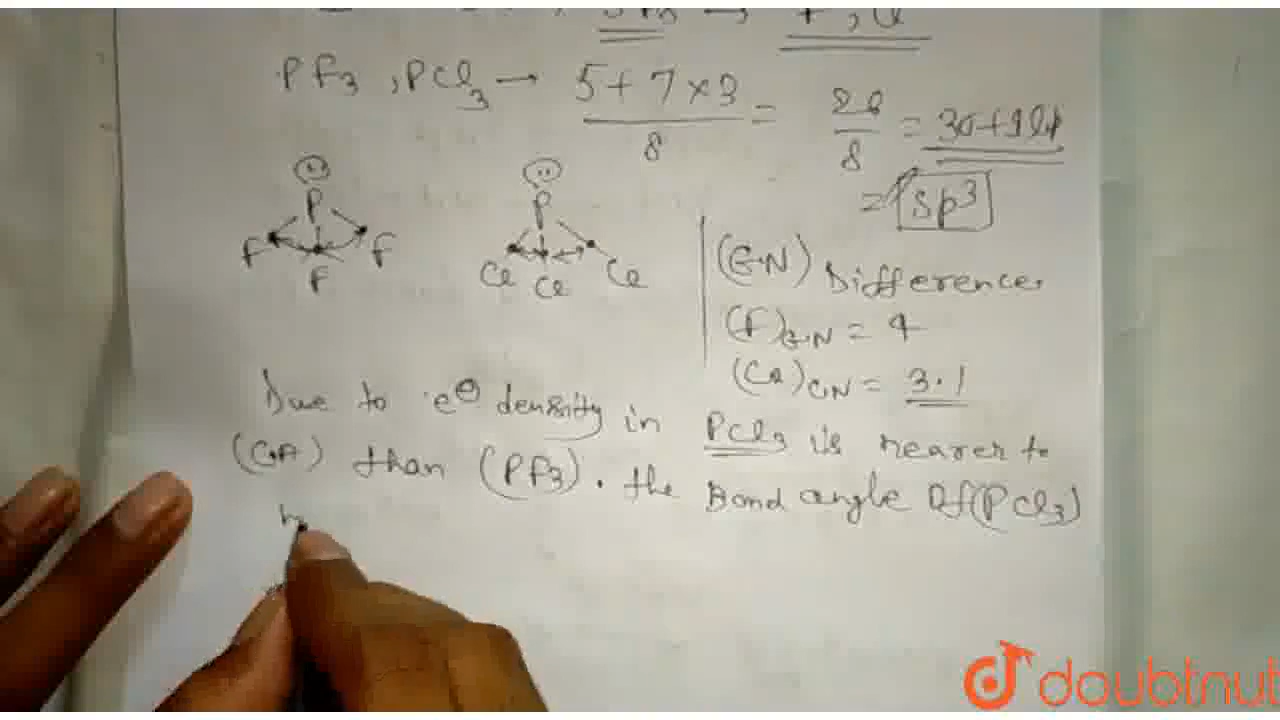 PF3 , PCl3 → 5 + 7 × 3 / 8 = 26 / 8 = 3σ + 1lp
= sp3
P P
F F F Cl Cl Cl
(E·N) Difference.
(F)E·N = 4
(Cl)E·N = 3.1
Due to e⊖ density in PCl3 is nearer to
(CA) than (PF3). the Bond angle Of (PCl3)
doubtnut